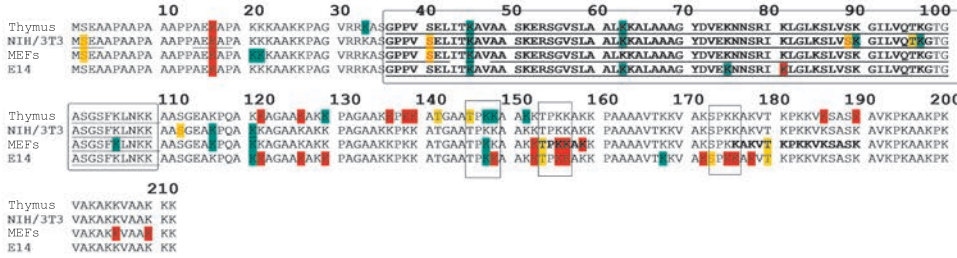 10 20 30 40 50 60 70 80 90 100
Thymus MSEAAPAAPA AAPPAEKAPA KKKAAKKPAG VRRKASGPPV SELITKAVAA SKERSGVSLA ALKKALAAAG YDVEKNNSRI KLGLKSLVSK GILVQTKGTG
NIH/3T3 MSEAAPAAPA AAPPAEKAPA KKKAAKKPAG VRRKASGPPV SELITKAVAA SKERSGVSLA ALKKALAAAG YDVEKNNSRI KLGLKSLVSK GILVQTKGTG
MEFs MSEAAPAAPA AAPPAEKAPA KKKAAKKPAG VRRKASGPPV SELITKAVAA SKERSGVSLA ALKKALAAAG YDVEKNNSRI KLGLKSLVSK GILVQTKGTG
E14 MSEAAPAAPA AAPPAEKAPA KKKAAKKPAG VRRKASGPPV SELITKAVAA SKERSGVSLA ALKKALAAAG YDVEKNNSRI KLGLKSLVSK GILVQTKGTG
110 120 130 140 150 160 170 180 190 200
Thymus ASGSFKLNKK AASGEAKPQA KKAGAAKAKK PAGAAKKPKK ATGAATPKKA AKKTPKKAKK PAAAAVTKKV AKSPKKAKVT KPKKVKSASK AVKPKAAKPK
NIH/3T3 ASGSFKLNKK AASGEAKPQA KKAGAAKAKK PAGAAKKPKK ATGAATPKKA AKKTPKKAKK PAAAAVTKKV AKSPKKAKVT KPKKVKSASK AVKPKAAKPK
MEFs ASGSFKLNKK AASGEAKPQA KKAGAAKAKK PAGAAKKPKK ATGAATPKKA AKKTPKKAKK PAAAAVTKKV AKSPKKAKVT KPKKVKSASK AVKPKAAKPK
E14 ASGSFKLNKK AASGEAKPQA KKAGAAKAKK PAGAAKKPKK ATGAATPKKA AKKTPKKAKK PAAAAVTKKV AKSPKKAKVT KPKKVKSASK AVKPKAAKPK
210
Thymus VAKAKKVAAK KK
NIH/3T3 VAKAKKVAAK KK
MEFs VAKAKKVAAK KK
E14 VAKAKKVAAK KK